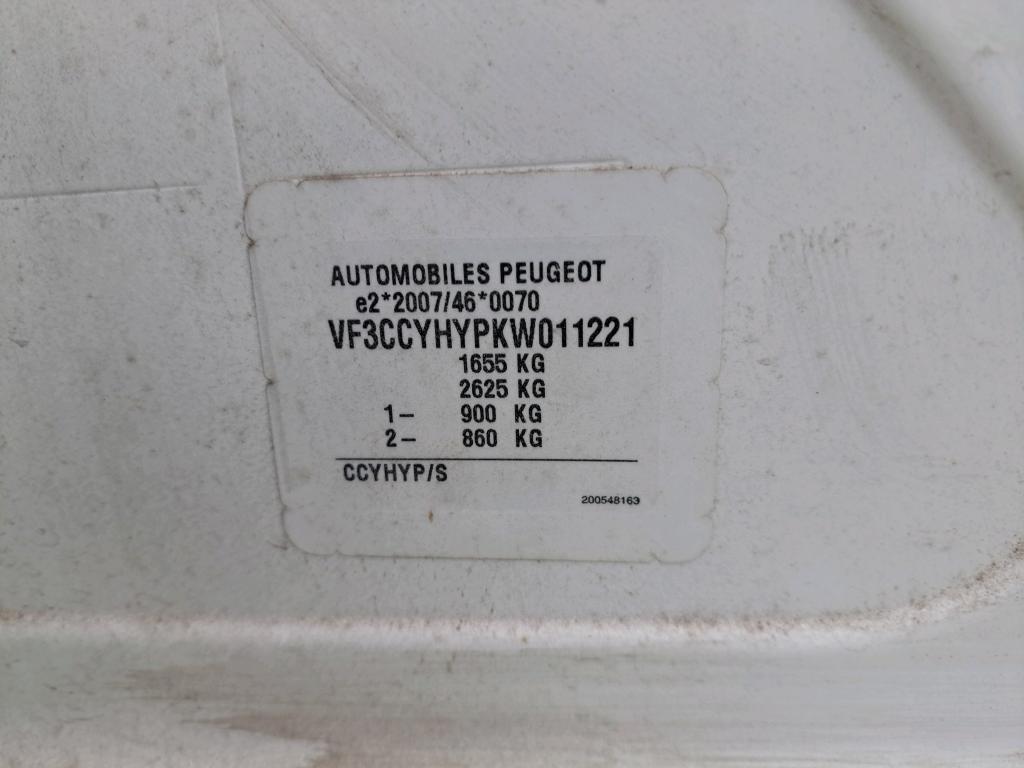 AUTOMOBILES PEUGEOT
e2*2007/46*0070
VF3CCYHYPKW011221
1655 KG
2625 KG
1- 900 KG
2- 860 KG
CCYHYP/S
200548163